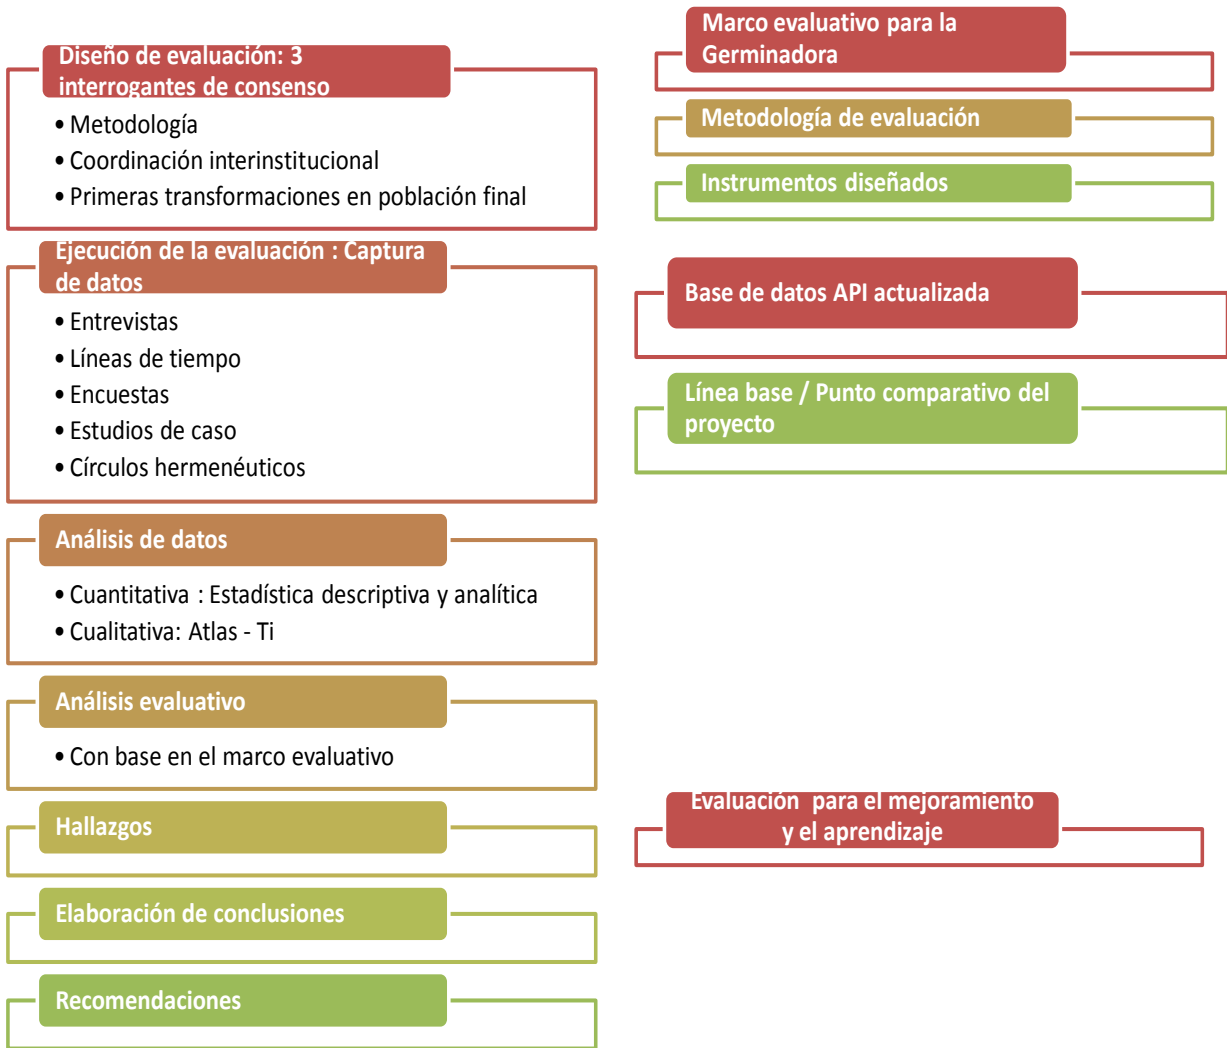 Diseño de evaluación: 3
interrogantes de consenso
• Metodología
• Coordinación interinstitucional
• Primeras transformaciones en población final
Ejecución de la evaluación : Captura
de datos
• Entrevistas
• Líneas de tiempo
• Encuestas
• Estudios de caso
• Círculos hermenéuticos
Análisis de datos
• Cuantitativa : Estadística descriptiva y analítica
• Cualitativa: Atlas - Ti
Análisis evaluativo
• Con base en el marco evaluativo
Hallazgos
Elaboración de conclusiones
Recomendaciones
Marco evaluativo para la
Germinadora
Metodología de evaluación
Instrumentos diseñados
Base de datos API actualizada
Línea base / Punto comparativo del
proyecto
Evaluación para el mejoramiento
y el aprendizaje